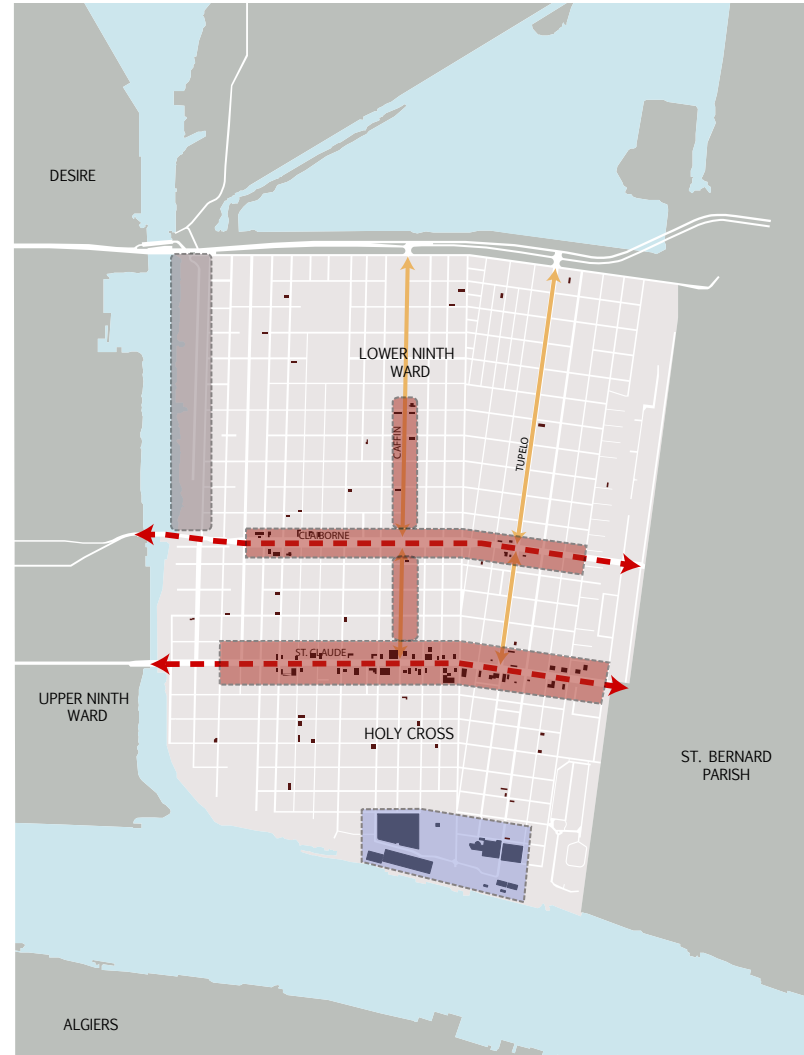 DESIRE
LOWER NINTH
WARD
CAFFIN
TUPELO
CLAIBORNE
ST. CLAUDE
UPPER NINTH
WARD
HOLY CROSS
ST. BERNARD
PARISH
ALGIERS